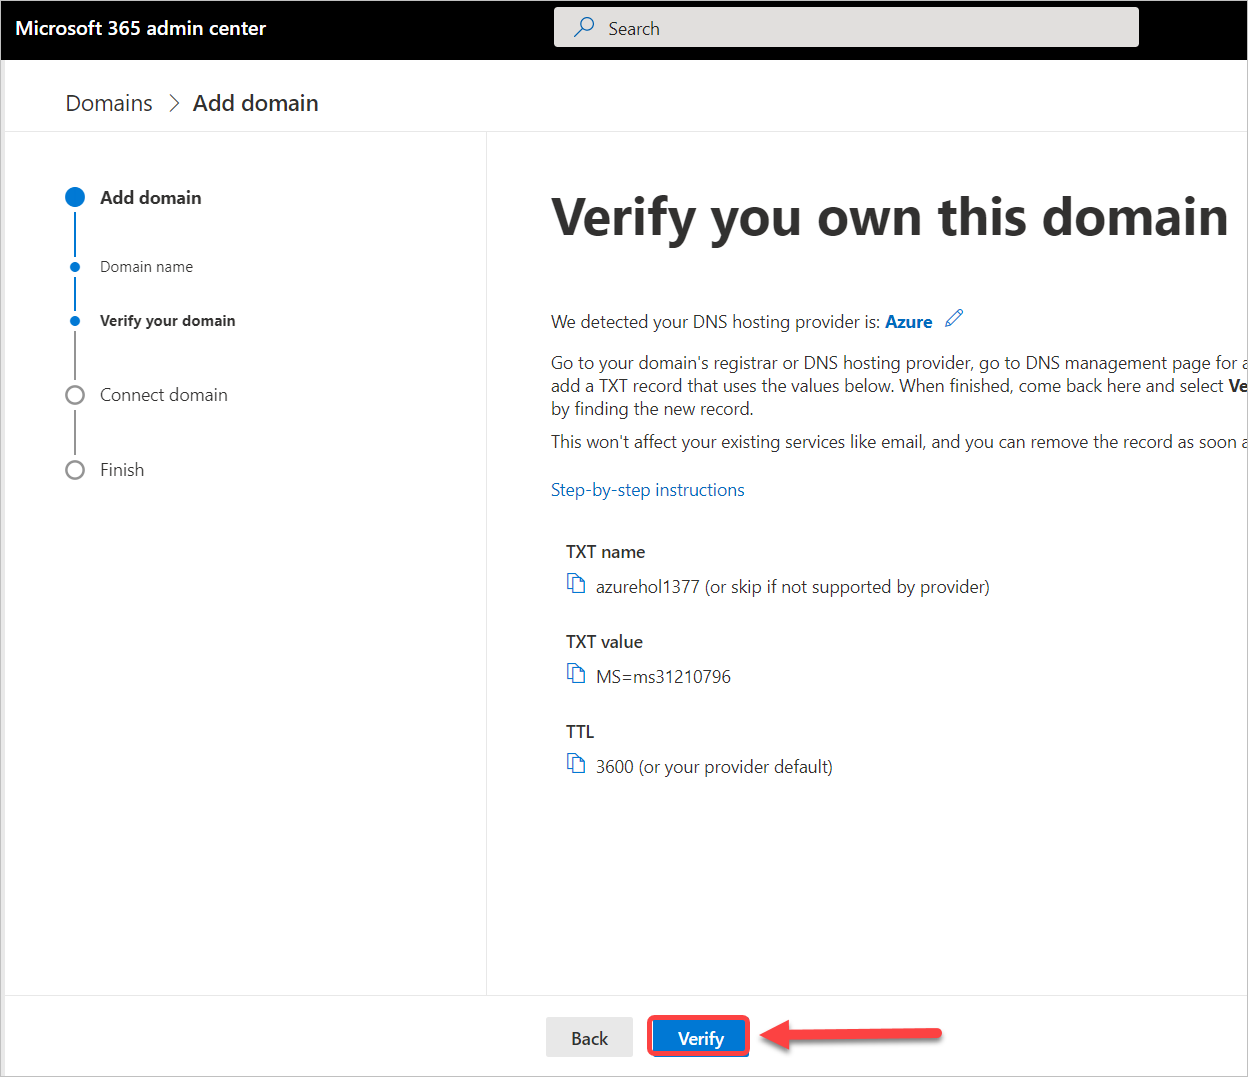 Microsoft 365 admin center
Search
Domains > Add domain
Add domain
Domain name
Verify your domain
Connect domain
Finish
Verify you own this domain
We detected your DNS hosting provider is: Azure
Go to your domain's registrar or DNS hosting provider, go to DNS management page for a
add a TXT record that uses the values below. When finished, come back here and select Ve
by finding the new record.
This won't affect your existing services like email, and you can remove the record as soon a
Step-by-step instructions
TXT name
azurehol1377 (or skip if not supported by provider)
TXT value
MS=ms31210796
TTL
3600 (or your provider default)
Back
Verify